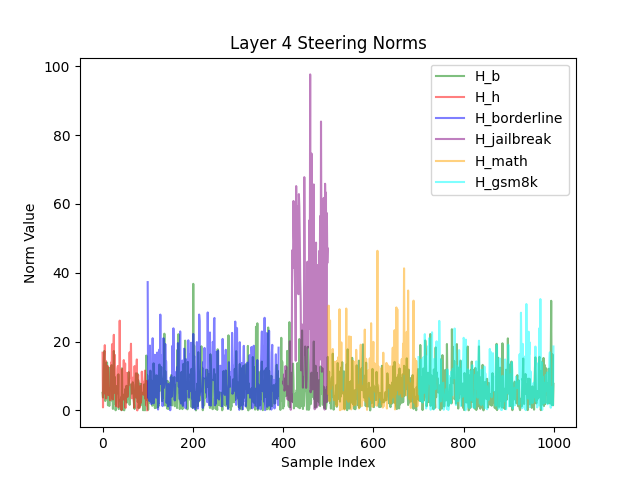 Layer 4 Steering Norms
100
80
60
40
20
0
Norm Value
H_b
H_h
H_borderline
H_jailbreak
H_math
H_gsm8k
0 200 400 600 800 1000
Sample Index